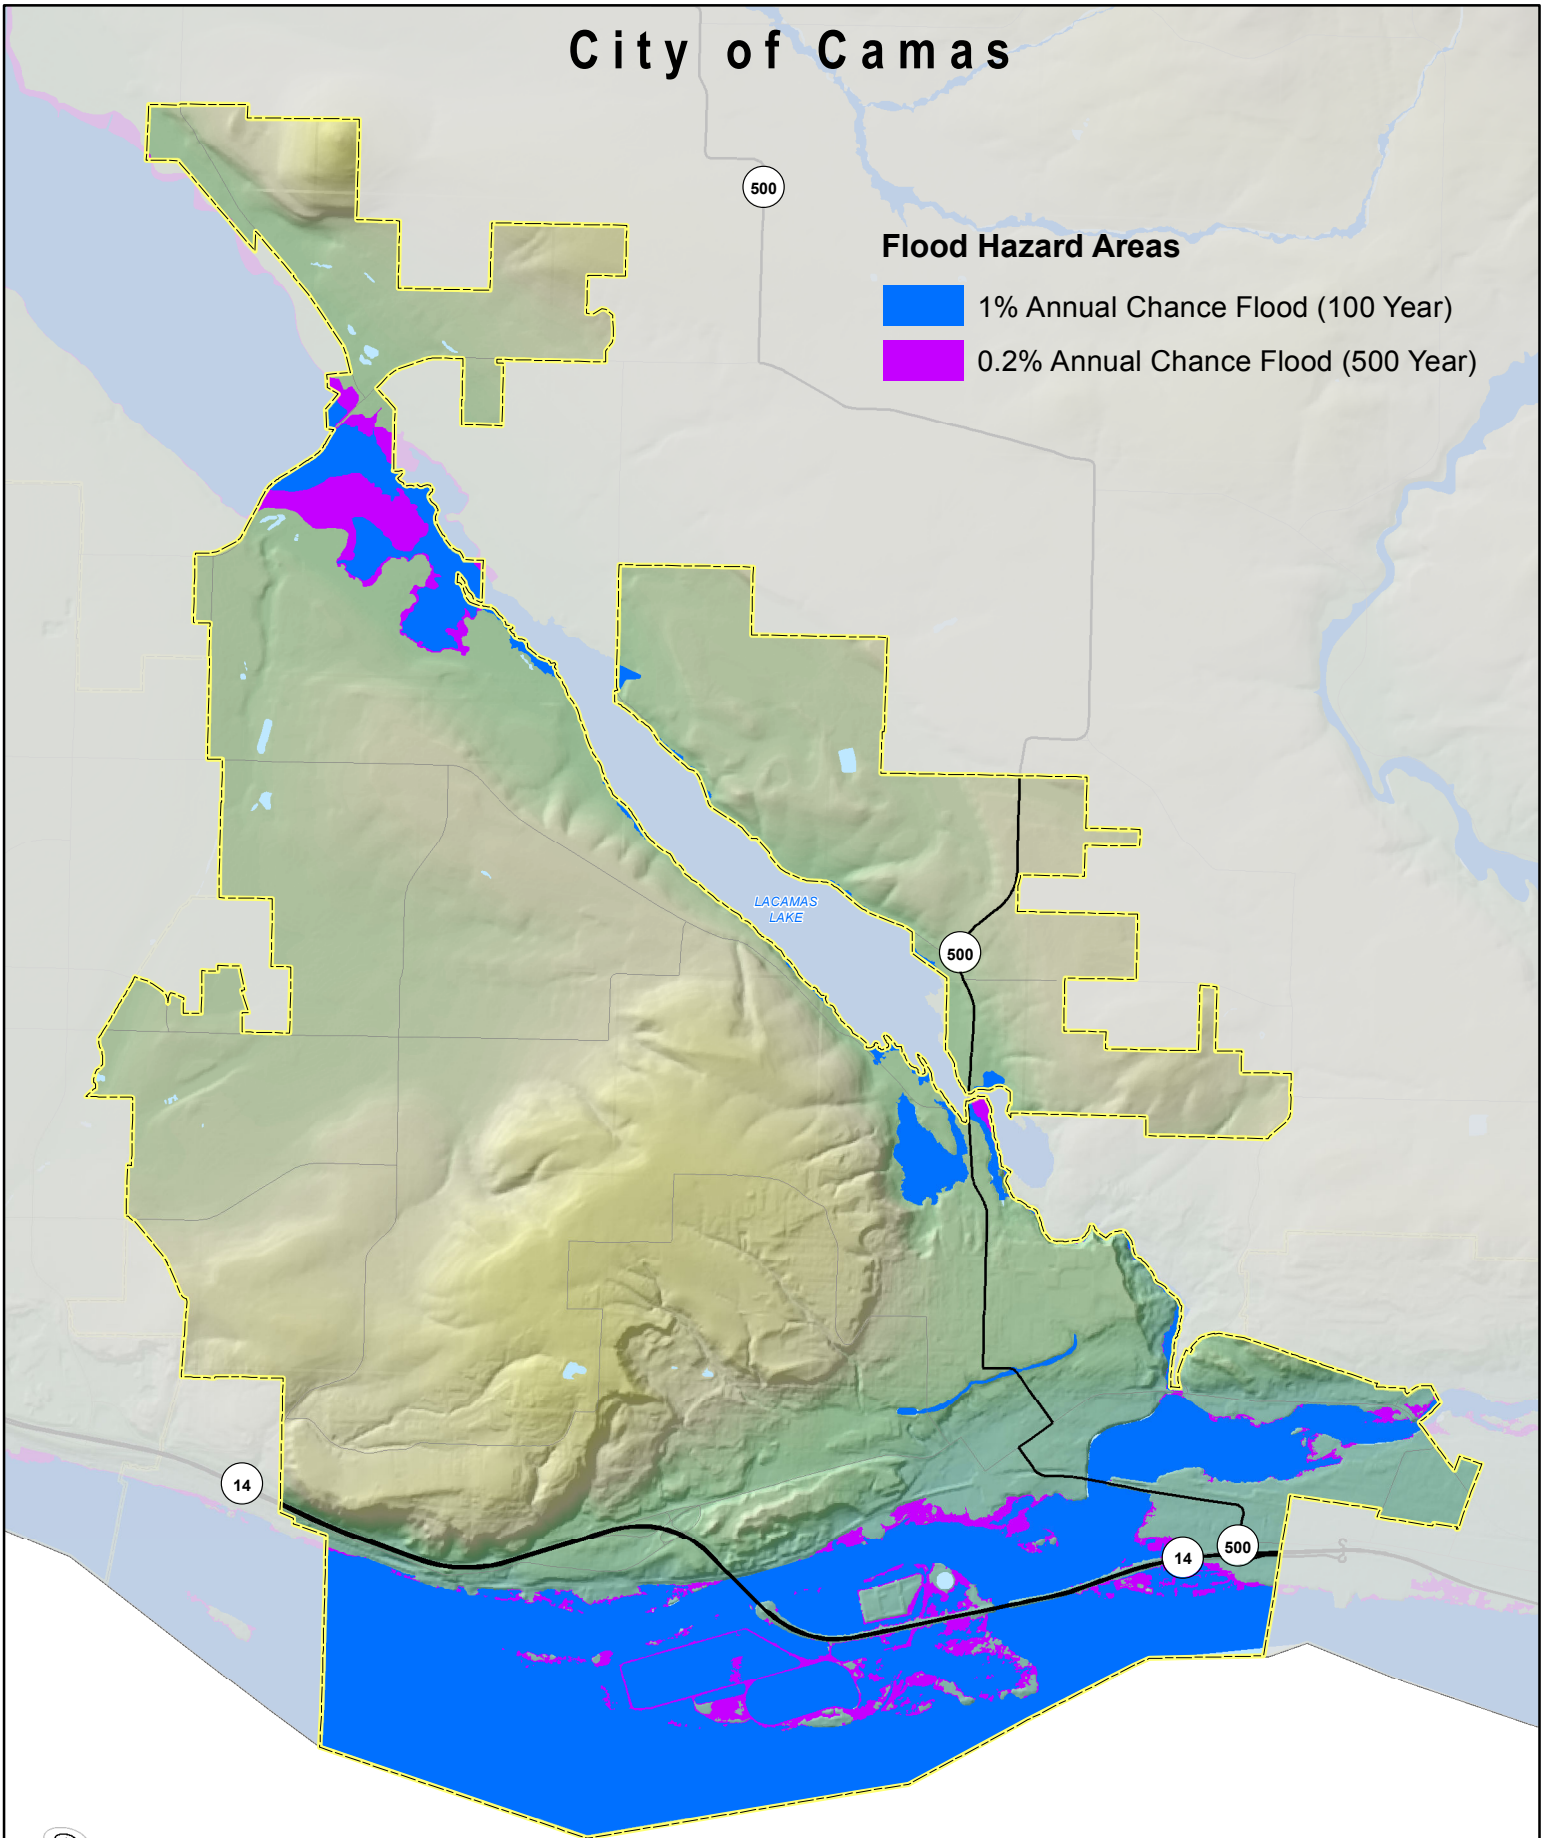 City of Camas
500
Flood Hazard Areas
1% Annual Chance Flood (100 Year)
0.2% Annual Chance Flood (500 Year)
LACAMAS
LAKE
500
14
14
500